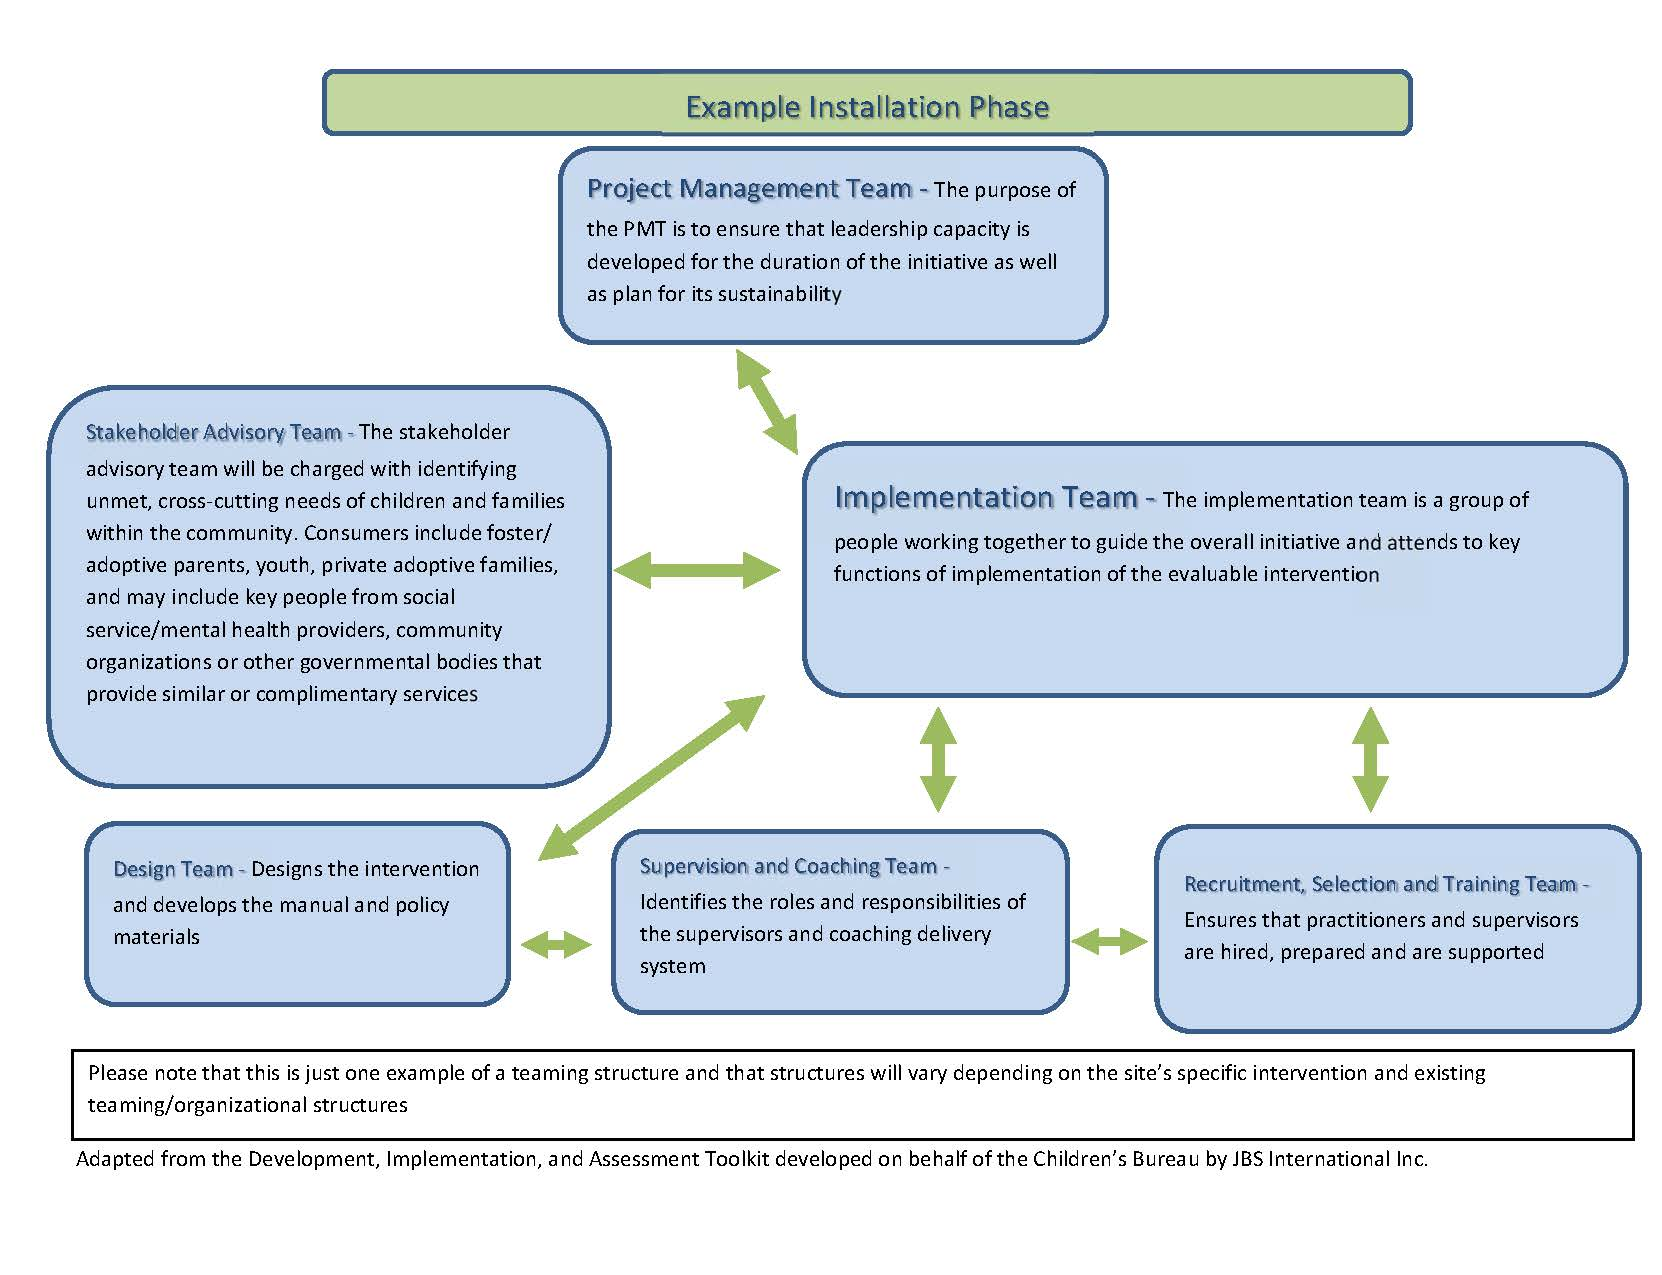 Example Installation Phase
Project Management Team - The purpose of
the PMT is to ensure that leadership capacity is
developed for the duration of the initiative as well
as plan for its sustainability
Stakeholder Advisory Team - The stakeholder
advisory team will be charged with identifying
unmet, cross-cutting needs of children and families
within the community. Consumers include foster/
adoptive parents, youth, private adoptive families,
and may include key people from social
service/mental health providers, community
organizations or other governmental bodies that
provide similar or complimentary services
Implementation Team - The implementation team is a group of
people working together to guide the overall initiative and attends to key
functions of implementation of the evaluable intervention
Design Team - Designs the intervention
and develops the manual and policy
materials
Supervision and Coaching Team -
Identifies the roles and responsibilities of
the supervisors and coaching delivery
system
Recruitment, Selection and Training Team -
Ensures that practitioners and supervisors
are hired, prepared and are supported
Please note that this is just one example of a teaming structure and that structures will vary depending on the site's specific intervention and existing
teaming/organizational structures
Adapted from the Development, Implementation, and Assessment Toolkit developed on behalf of the Children's Bureau by JBS International Inc.